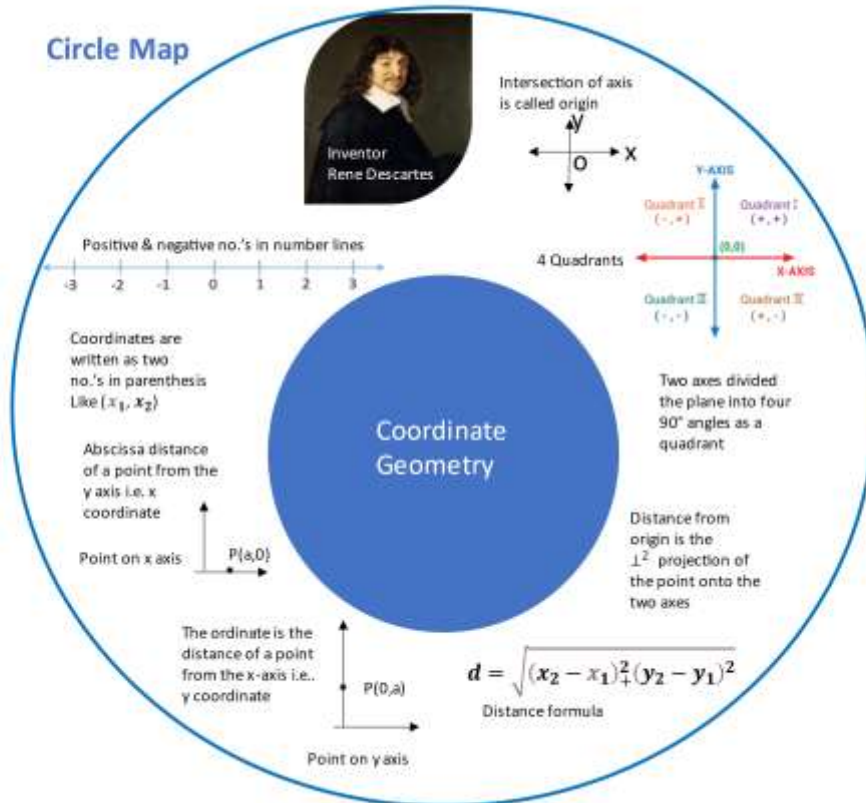 Circle Map
Inventor
Rene Descartes
Intersection of axis
is called origin
y
x
O
Y-AXIS
Quadrant II
(-,+)
Quadrant I
(+,+)
(0,0)
4 Quadrants
X-AXIS
Quadrant III
(-,-)
Quadrant IV
(+,-)
Positive & negative no.'s in number lines
-3 -2 -1 0 1 2 3
Coordinates are
written as two
no.'s in parenthesis
Like (x₁, x₂)
Two axes divided
the plane into four
90° angles as a
quadrant
Coordinate
Geometry
Abscissa distance
of a point from the
y axis i.e. x
coordinate
Point on x axis
P(a,0)
Distance from
origin is the
⊥² projection of
the point onto the
two axes
The ordinate is the
distance of a point
from the x-axis i.e..
y coordinate
P(0,a)
Point on y axis
d = √(x₂ − x₁)²₊(y₂ − y₁)²
Distance formula